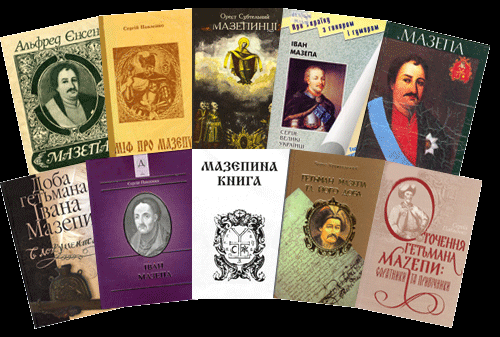 Альфред Єнсен
МАЗЕПА
Сергій Павленко
МІФ ПРО МАЗЕПУ
Орест Субтельний
МАЗЕПИНЦІ
Про Україну
з гонором
і гумором
ІВАН
МАЗЕПА
СЕРІЯ
ВЕЛИКІ
УКРАЇНЦІ
МАЗЕПА
Доба
гетьмана
Івана
Мазепи
в документах
Д
Сергій Павленко
ІВАН
МАЗЕПА
МАЗЕПИНА
КНИГА
ГЕТЬМАН МАЗЕПА
ТА ЙОГО ДОБА
ОТОЧЕННЯ
ГЕТЬМАНА
МАЗЕПИ:
СОРАТНИКИ
ТА ПРИБІЧНИКИ